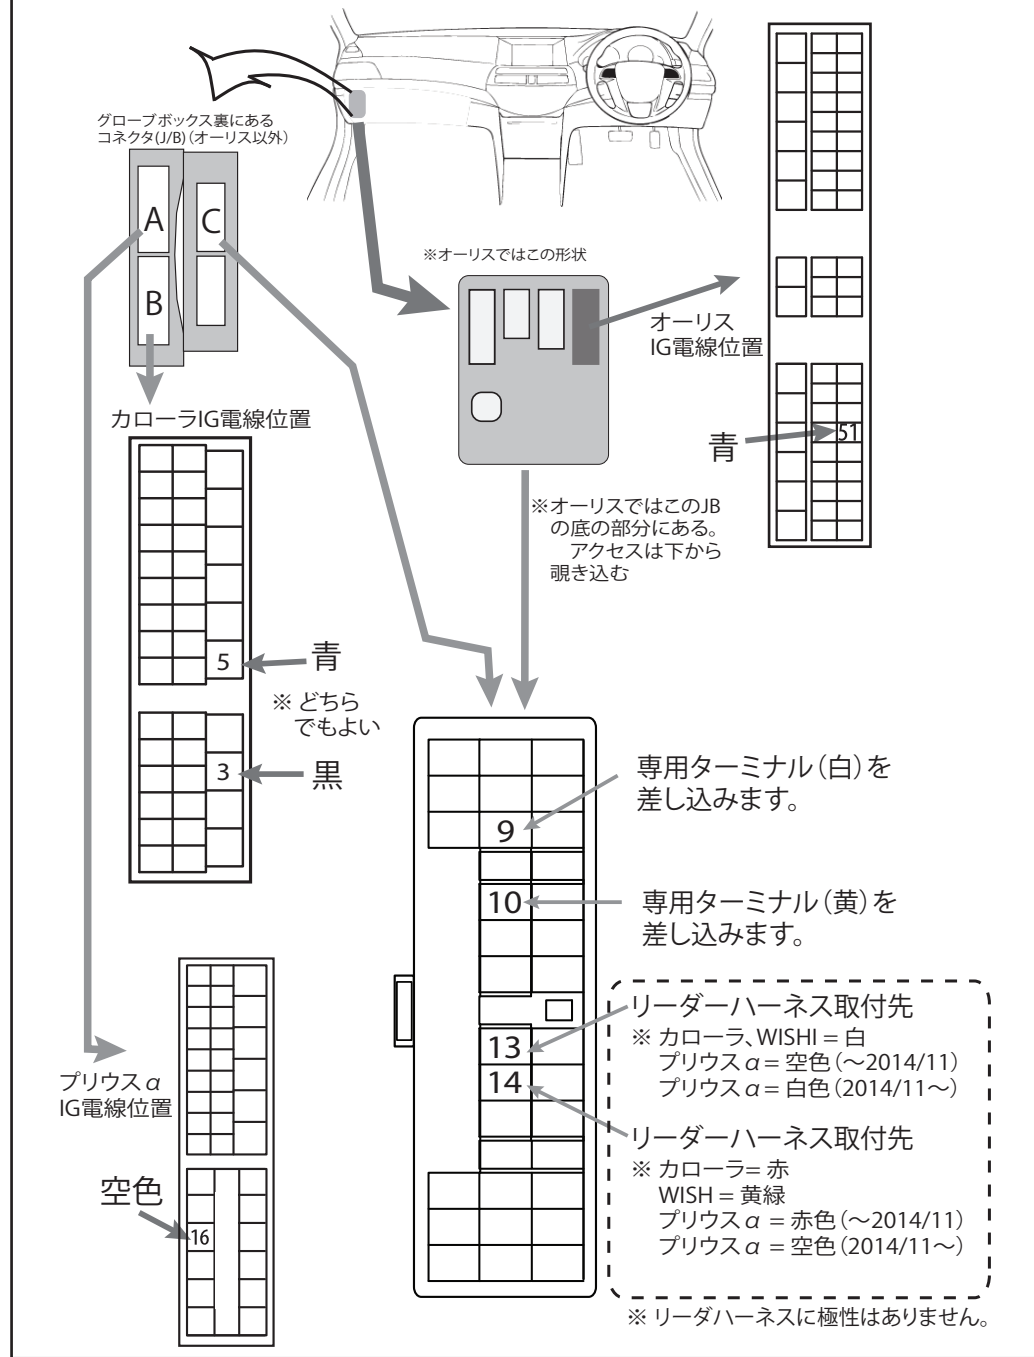 グローブボックス裏にある
コネクタ(J/B)(オーリス以外)
A
C
B
※オーリスではこの形状
オーリス
IG電線位置
青
51
カローラIG電線位置
※オーリスではこのJB
の底の部分にある。
アクセスは下から
覗き込む
5
青
※ どちら
でもよい
3
黒
専用ターミナル(白)を
差し込みます。
9
10
専用ターミナル(黄)を
差し込みます。
リーダーハーネス取付先
※ カローラ、WISHI = 白
プリウスα = 空色(~2014/11)
プリウスα = 白色(2014/11~)
13
14
リーダーハーネス取付先
※ カローラ= 赤
WISH = 黄緑
プリウスα = 赤色(~2014/11)
プリウスα = 空色(2014/11~)
※ リーダハーネスに極性はありません。
プリウスα
IG電線位置
空色
16